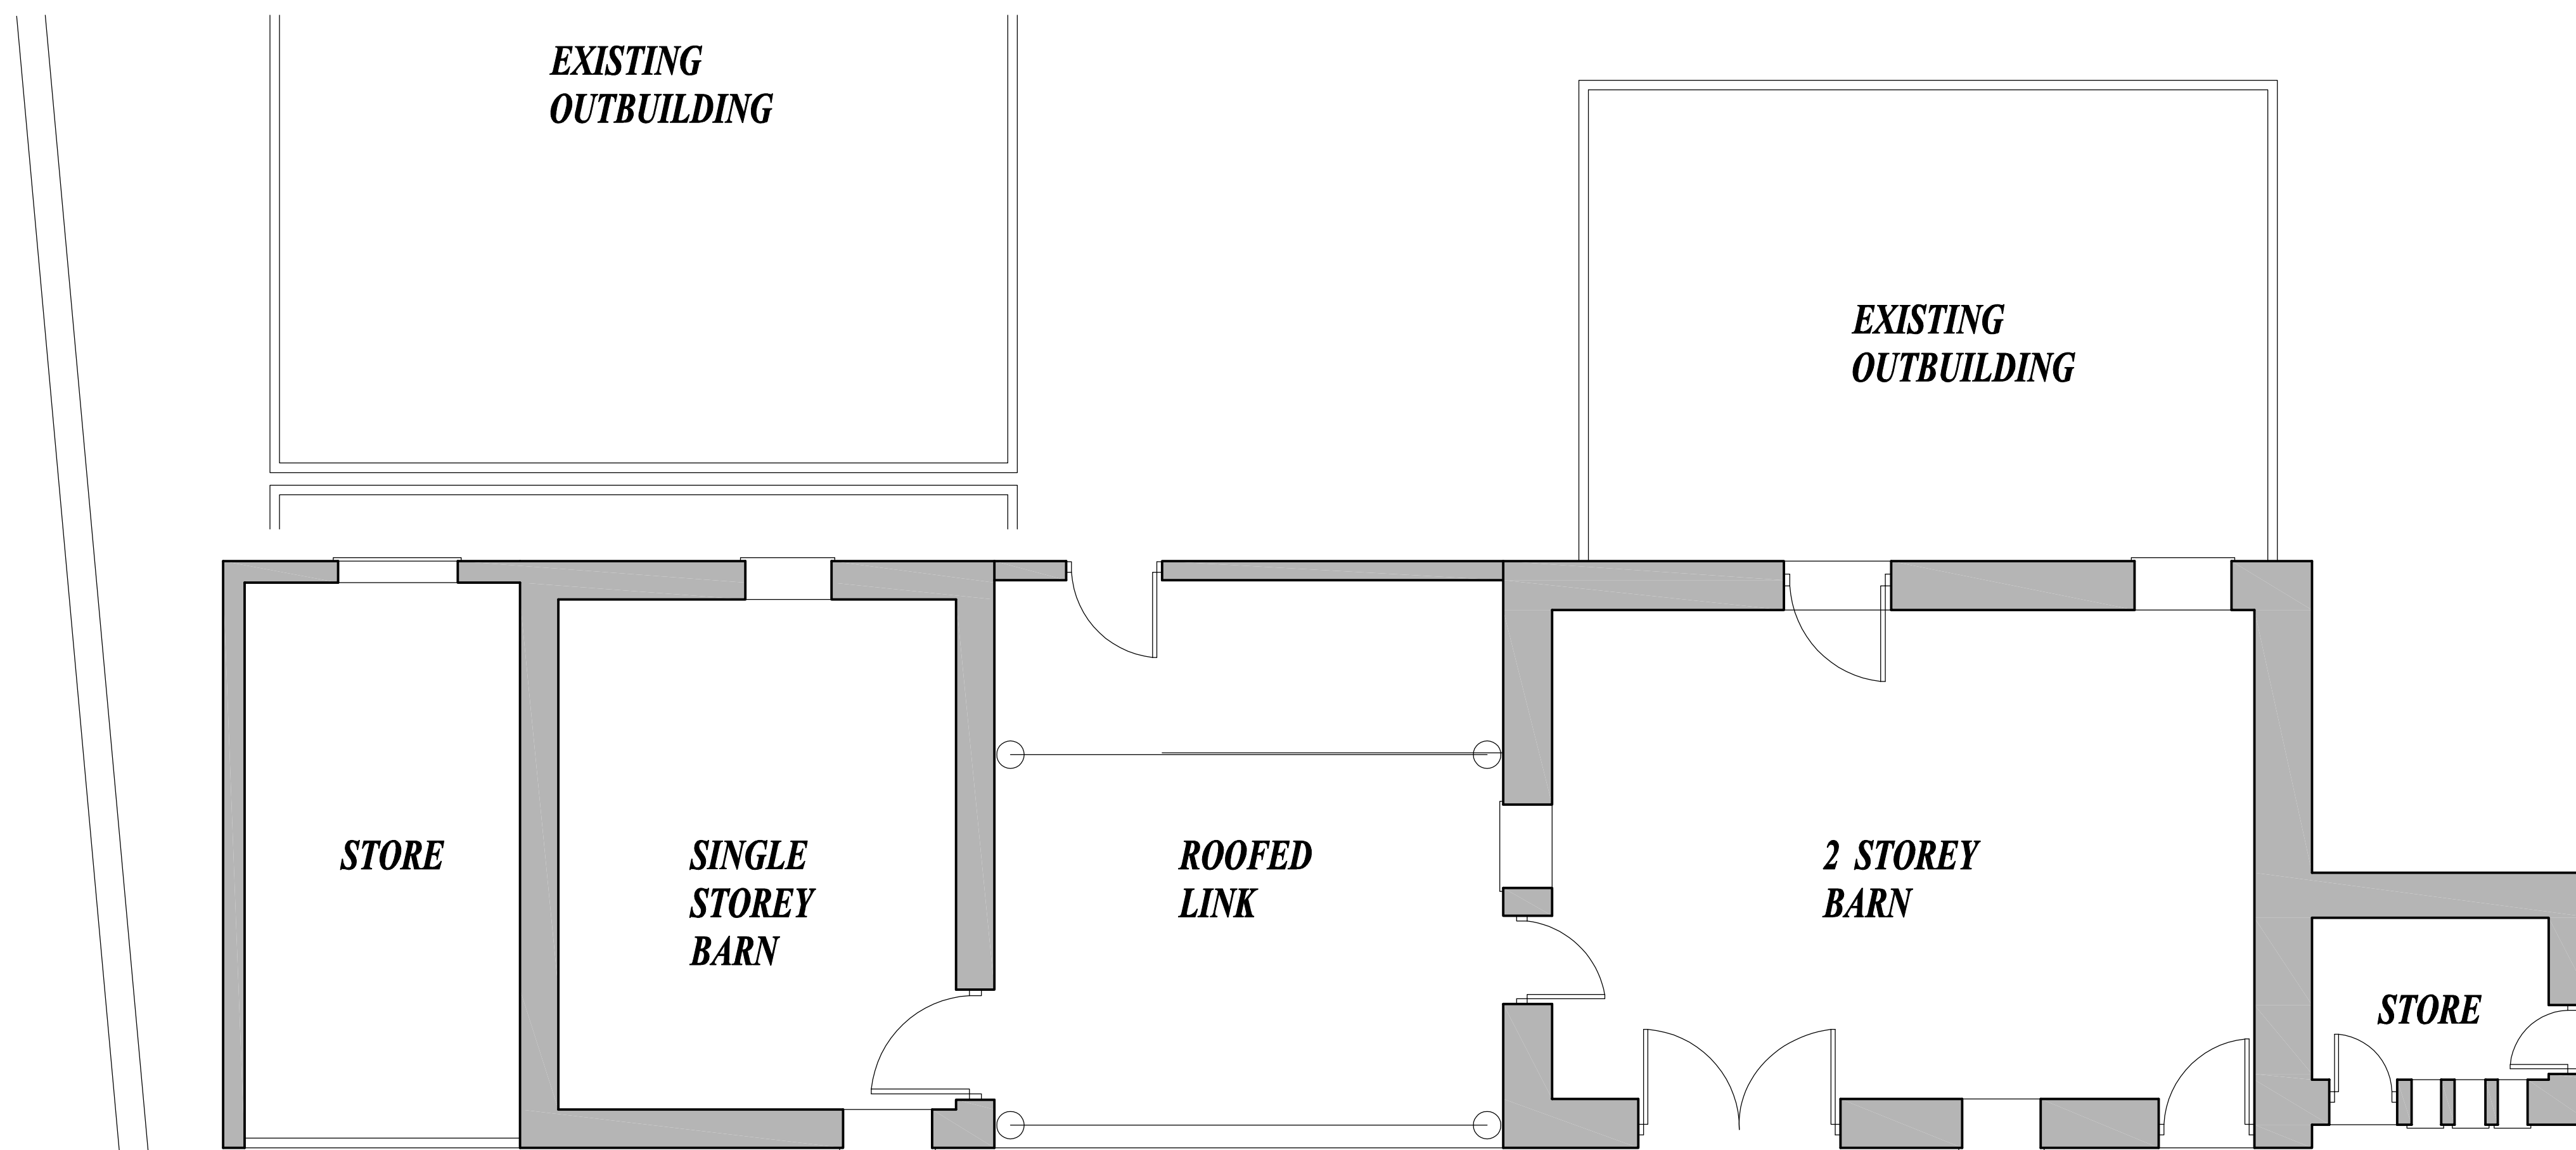 EXISTING
OUTBUILDING
EXISTING
OUTBUILDING
STORE
SINGLE
STOREY
BARN
ROOFED
LINK
2 STOREY
BARN
STORE